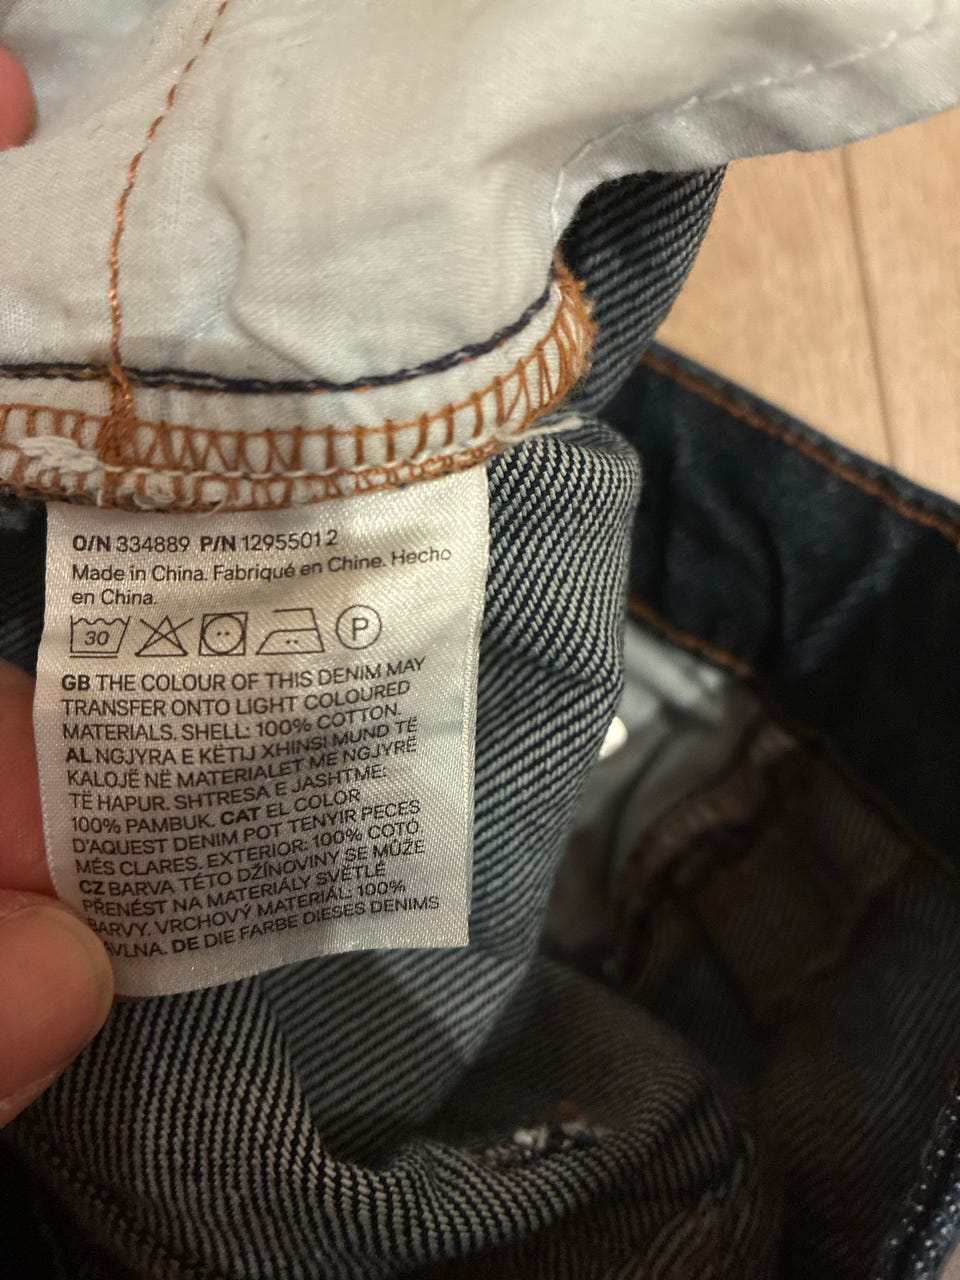 O/N 334889 P/N 1295501 2
Made in China. Fabriqué en Chine. Hecho
en China.
30 P
GB THE COLOUR OF THIS DENIM MAY
TRANSFER ONTO LIGHT COLOURED
MATERIALS. SHELL: 100% COTTON.
AL NGJYRA E KËTIJ XHINSI MUND TË
KALOJË NË MATERIALET ME NGJYRË
TË HAPUR. SHTRESA E JASHTME:
100% PAMBUK. CAT EL COLOR
D'AQUEST DENIM POT TENYIR PECES
MÉS CLARES. EXTERIOR: 100% COTÓ.
CZ BARVA TÉTO DŽÍNOVINY SE MŮŽE
PŘENÉST NA MATERIÁLY SVĚTLÉ
BARVY. VRCHOVÝ MATERIÁL: 100%
AVLNA. DE DIE FARBE DIESES DENIMS